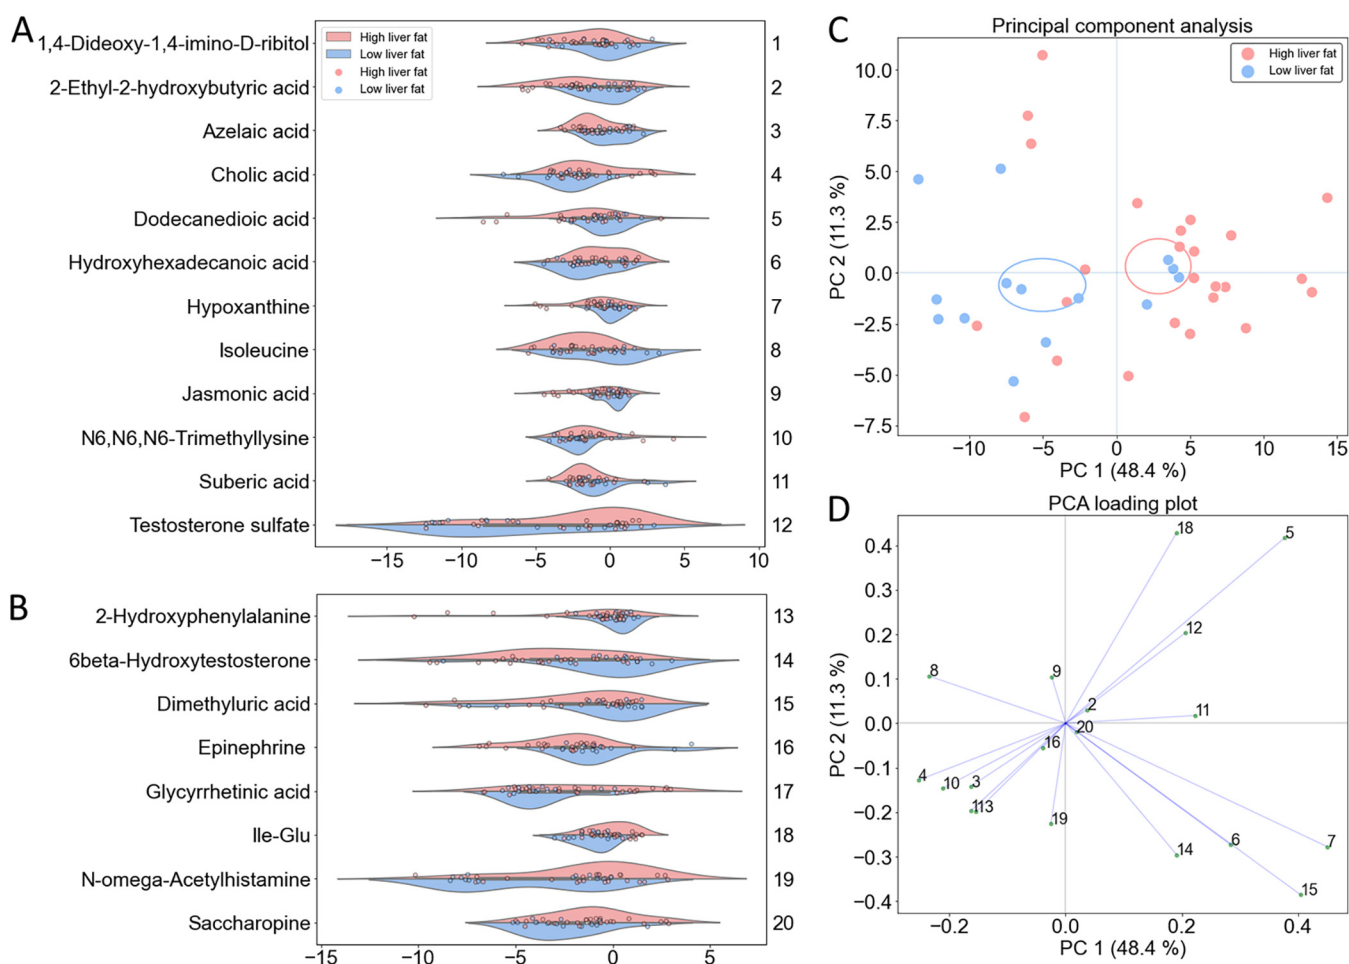 A
1,4-Dideoxy-1,4-imino-D-ribitol
2-Ethyl-2-hydroxybutyric acid
Azelaic acid
Cholic acid
Dodecanedioic acid
Hydroxyhexadecanoic acid
Hypoxanthine
Isoleucine
Jasmonic acid
N6,N6,N6-Trimethyllysine
Suberic acid
Testosterone sulfate
High liver fat
Low liver fat
High liver fat
Low liver fat
1
2
3
4
5
6
7
8
9
10
11
12
−15 −10 −5 0 5 10
B
2-Hydroxyphenylalanine
6beta-Hydroxytestosterone
Dimethyluric acid
Epinephrine
Glycyrrhetinic acid
Ile-Glu
N-omega-Acetylhistamine
Saccharopine
13
14
15
16
17
18
19
20
−15 −10 −5 0 5 10
C
Principal component analysis
High liver fat
Low liver fat
PC 2 (11.3 %)
10.0
7.5
5.0
2.5
0.0
−2.5
−5.0
−7.5
−10 −5 0 5 10 15
PC 1 (48.4 %)
D
PCA loading plot
PC 2 (11.3 %)
0.4
0.3
0.2
0.1
0.0
−0.1
−0.2
−0.3
−0.4
18
5
12
8
9
2
11
20
16
4
10
3
113
19
14
6
7
15
−0.2 0.0 0.2 0.4
PC 1 (48.4 %)